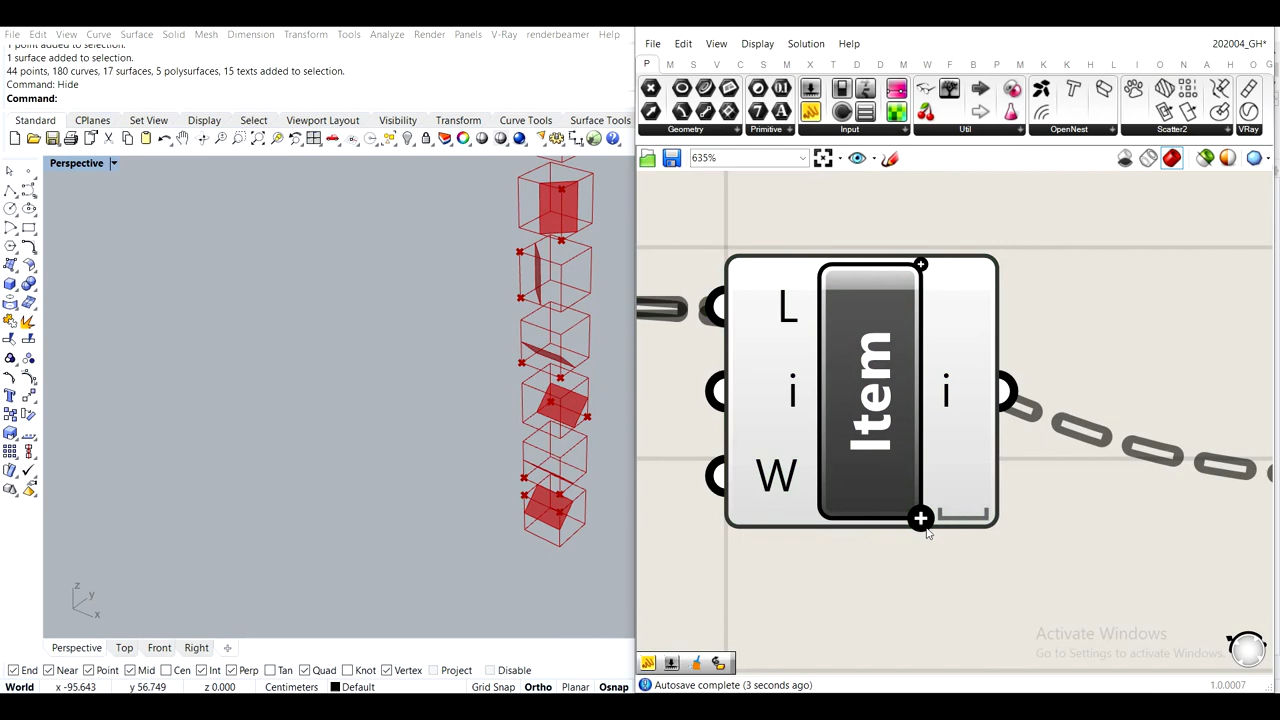 File Edit View Curve Surface Solid Mesh Dimension Transform Tools Analyze Render Panels V-Ray renderbeamer Help
1 point added to selection.
1 surface added to selection.
44 points, 180 curves, 17 surfaces, 5 polysurfaces, 15 texts added to selection.
Command: Hide
Command:
Standard CPlanes Set View Display Select Viewport Layout Visibility Transform Curve Tools Surface Tools
Perspective
z
y
x
Perspective Top Front Right
End Near Point Mid Cen Int Perp Tan Quad Knot Vertex Project Disable
World x -95.643 y 56.749 z 0.000 Centimeters Default Grid Snap Ortho Planar Osnap
File Edit View Display Solution Help 202004_GH*
P M S V C S M I X T D M W F B P M K K K L L E O G
Geometry Primitive Input Util OpenNest Scatter2 VRay
635%
L
i
W
Item
i
Activate Windows
Go to Settings to activate Windows.
Autosave complete (3 seconds ago) 1.0.0007